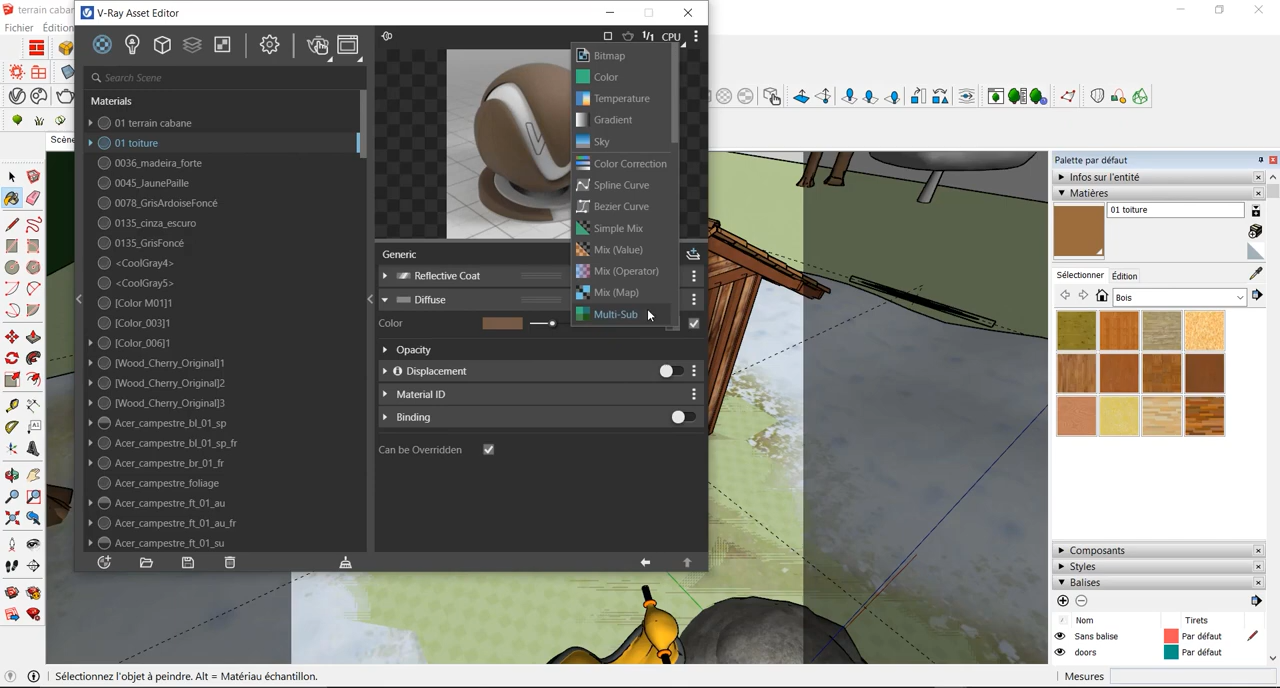 terrain caban
V-Ray Asset Editor
Fichier
Édition
1/1
CPU
Search Scene
Materials
01 terrain cabane
01 toiture
0036_madeira_forte
0045_JaunePaille
0078_GrisArdoiseFoncé
0135_cinza_escuro
0135_GrisFoncé
<CoolGray4>
<CoolGray5>
[Color M01]1
[Color_003]1
[Color_006]1
[Wood_Cherry_Original]1
[Wood_Cherry_Original]2
[Wood_Cherry_Original]3
Acer_campestre_bl_01_sp
Acer_campestre_bl_01_sp_fr
Acer_campestre_br_01_fr
Acer_campestre_foliage
Acer_campestre_ft_01_au
Acer_campestre_ft_01_au_fr
Acer_campestre_ft_01_su
Bitmap
Color
Temperature
Gradient
Sky
Color Correction
Spline Curve
Bezier Curve
Simple Mix
Mix (Value)
Mix (Operator)
Mix (Map)
Multi-Sub
Generic
Reflective Coat
Diffuse
Color
Opacity
Displacement
Material ID
Binding
Can be Overridden
Scène
Palette par défaut
Infos sur l'entité
Matières
01 toiture
Sélectionner
Édition
Bois
Composants
Styles
Balises
Nom
Tirets
Sans balise
Par défaut
doors
Par défaut
Sélectionnez l'objet à peindre. Alt = Matériau échantillon.
Mesures